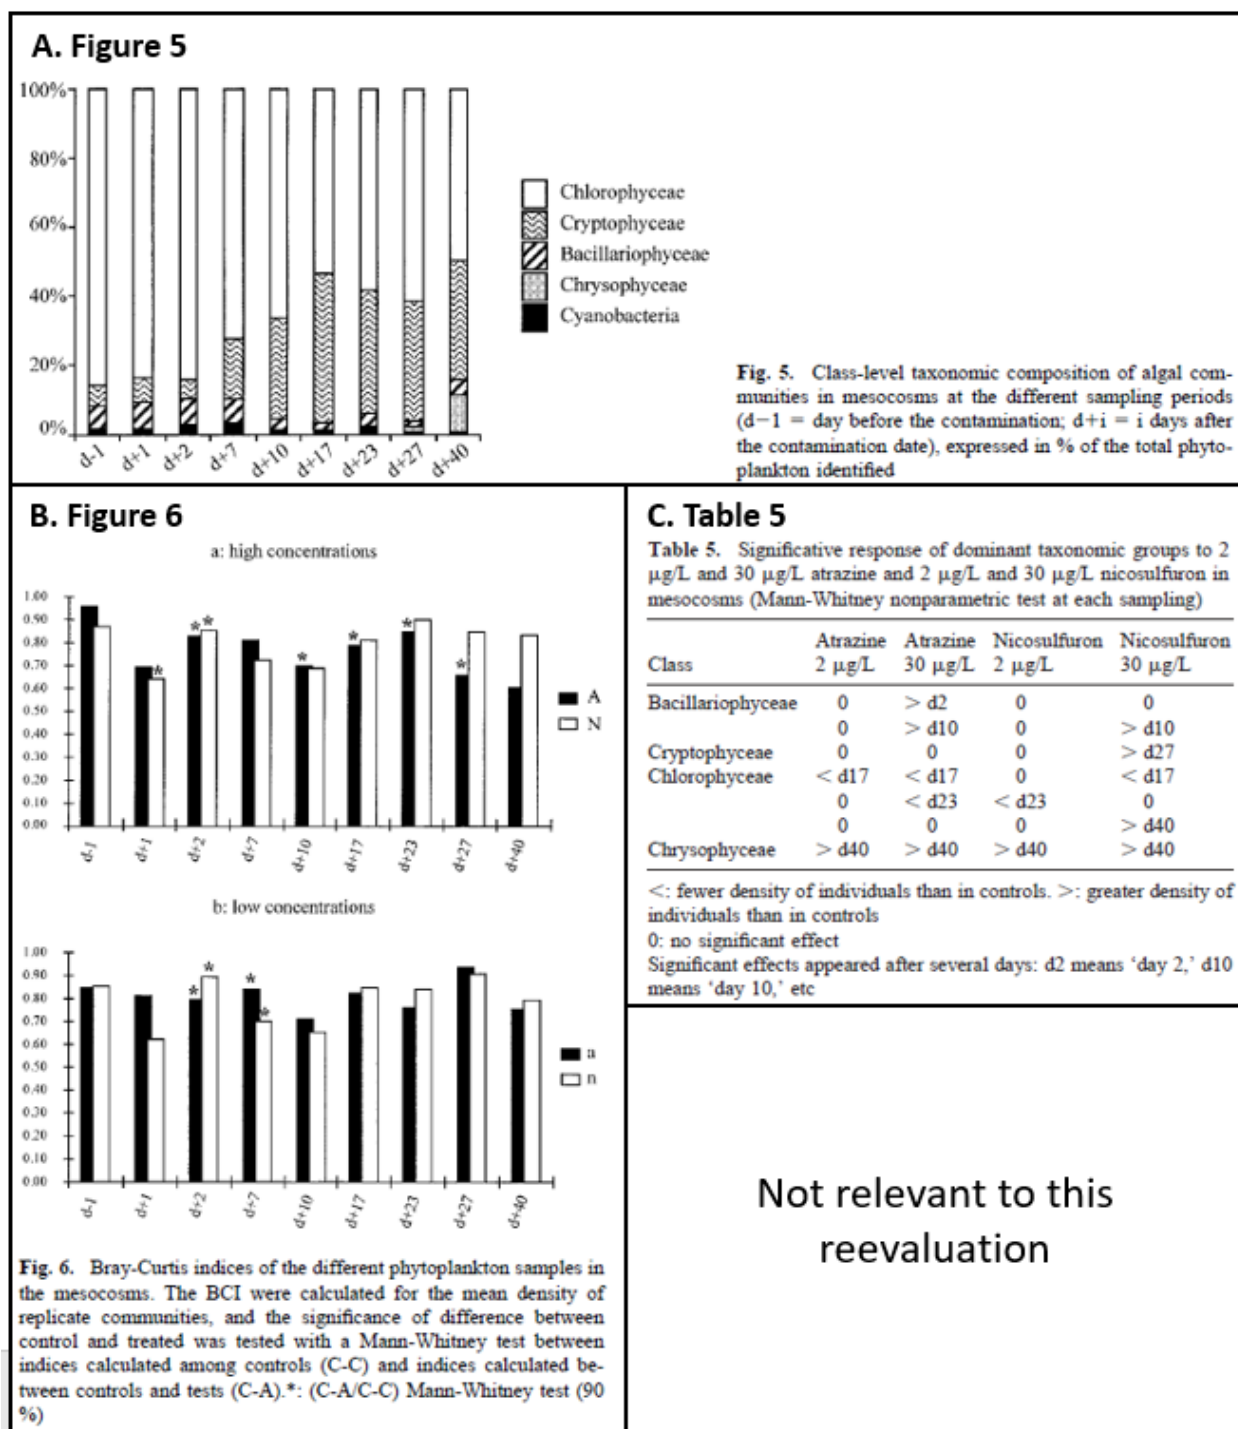 A. Figure 5
100%
80%
60%
40%
20%
0%
d-1 d+1 d+2 d+7 d+10 d+17 d+23 d+27 d+40
Chlorophyceae
Cryptophyceae
Bacillariophyceae
Chrysophyceae
Cyanobacteria
Fig. 5. Class-level taxonomic composition of algal com-
munities in mesocosms at the different sampling periods
(d−1 = day before the contamination; d+i = i days after
the contamination date), expressed in % of the total phyto-
plankton identified
B. Figure 6
a: high concentrations
1.00
0.90
0.80
0.70
0.60
0.50
0.40
0.30
0.20
0.10
0.00
* * * * * * *
A
N
d-1 d+1 d+2 d+7 d+10 d+17 d+23 d+27 d+40
b: low concentrations
1.00
0.90
0.80
0.70
0.60
0.50
0.40
0.30
0.20
0.10
0.00
* * * *
a
n
d-1 d+1 d+2 d+7 d+10 d+17 d+23 d+27 d+40
Fig. 6. Bray-Curtis indices of the different phytoplankton samples in
the mesocosms. The BCI were calculated for the mean density of
replicate communities, and the significance of difference between
control and treated was tested with a Mann-Whitney test between
indices calculated among controls (C-C) and indices calculated be-
tween controls and tests (C-A).*: (C-A/C-C) Mann-Whitney test (90
%)
C. Table 5
Table 5. Significative response of dominant taxonomic groups to 2
µg/L and 30 µg/L atrazine and 2 µg/L and 30 µg/L nicosulfuron in
mesocosms (Mann-Whitney nonparametric test at each sampling)
Atrazine Atrazine Nicosulfuron Nicosulfuron
Class 2 µg/L 30 µg/L 2 µg/L 30 µg/L
Bacillariophyceae 0 > d2 0 0
0 > d10 0 > d10
Cryptophyceae 0 0 0 > d27
Chlorophyceae < d17 < d17 0 < d17
0 < d23 < d23 0
0 0 0 > d40
Chrysophyceae > d40 > d40 > d40 > d40
<: fewer density of individuals than in controls. >: greater density of
individuals than in controls
0: no significant effect
Significant effects appeared after several days: d2 means ‘day 2,’ d10
means ‘day 10,’ etc
Not relevant to this
reevaluation